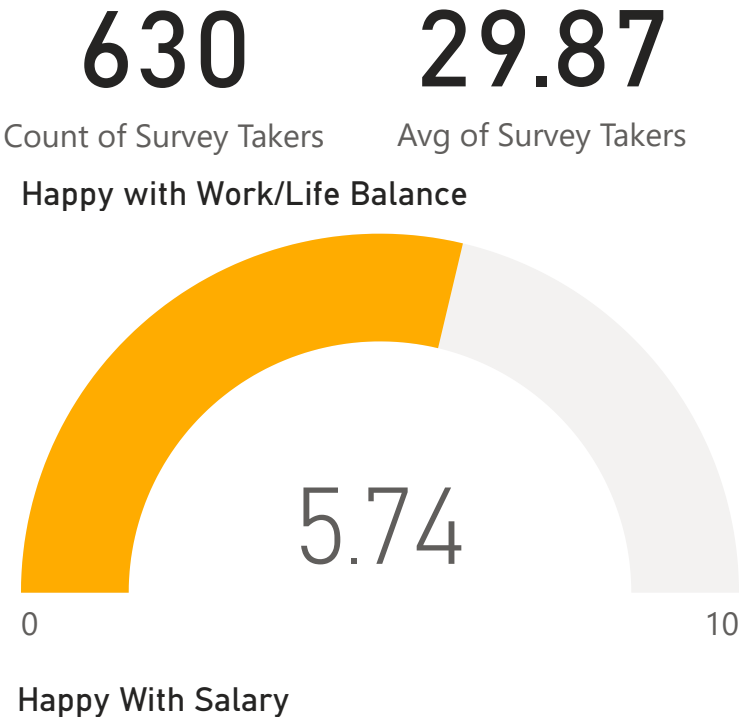 630 29.87
Count of Survey Takers Avg of Survey Takers
Happy with Work/Life Balance
5.74
0 10
Happy With Salary